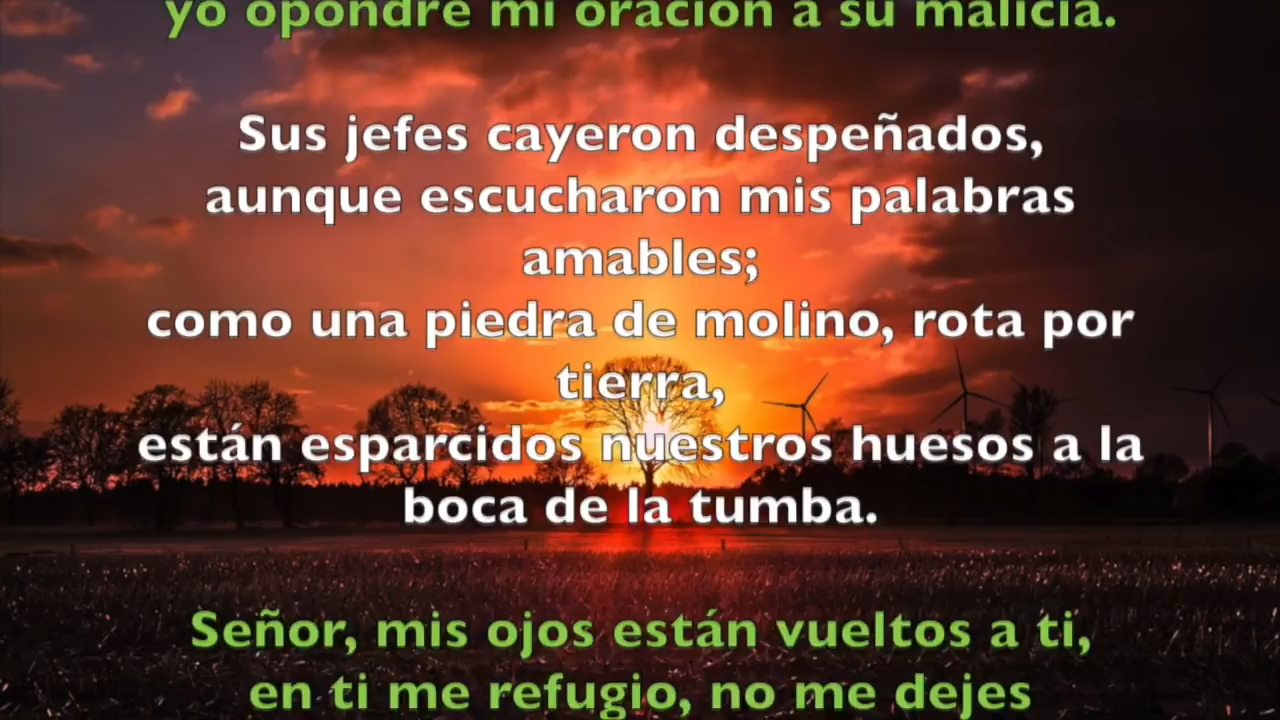 yo opondré mi oración a su malicia.
Sus jefes cayeron despeñados,
aunque escucharon mis palabras
amables;
como una piedra de molino, rota por
tierra,
están esparcidos nuestros huesos a la
boca de la tumba.
Señor, mis ojos están vueltos a ti,
en ti me refugio, no me dejes